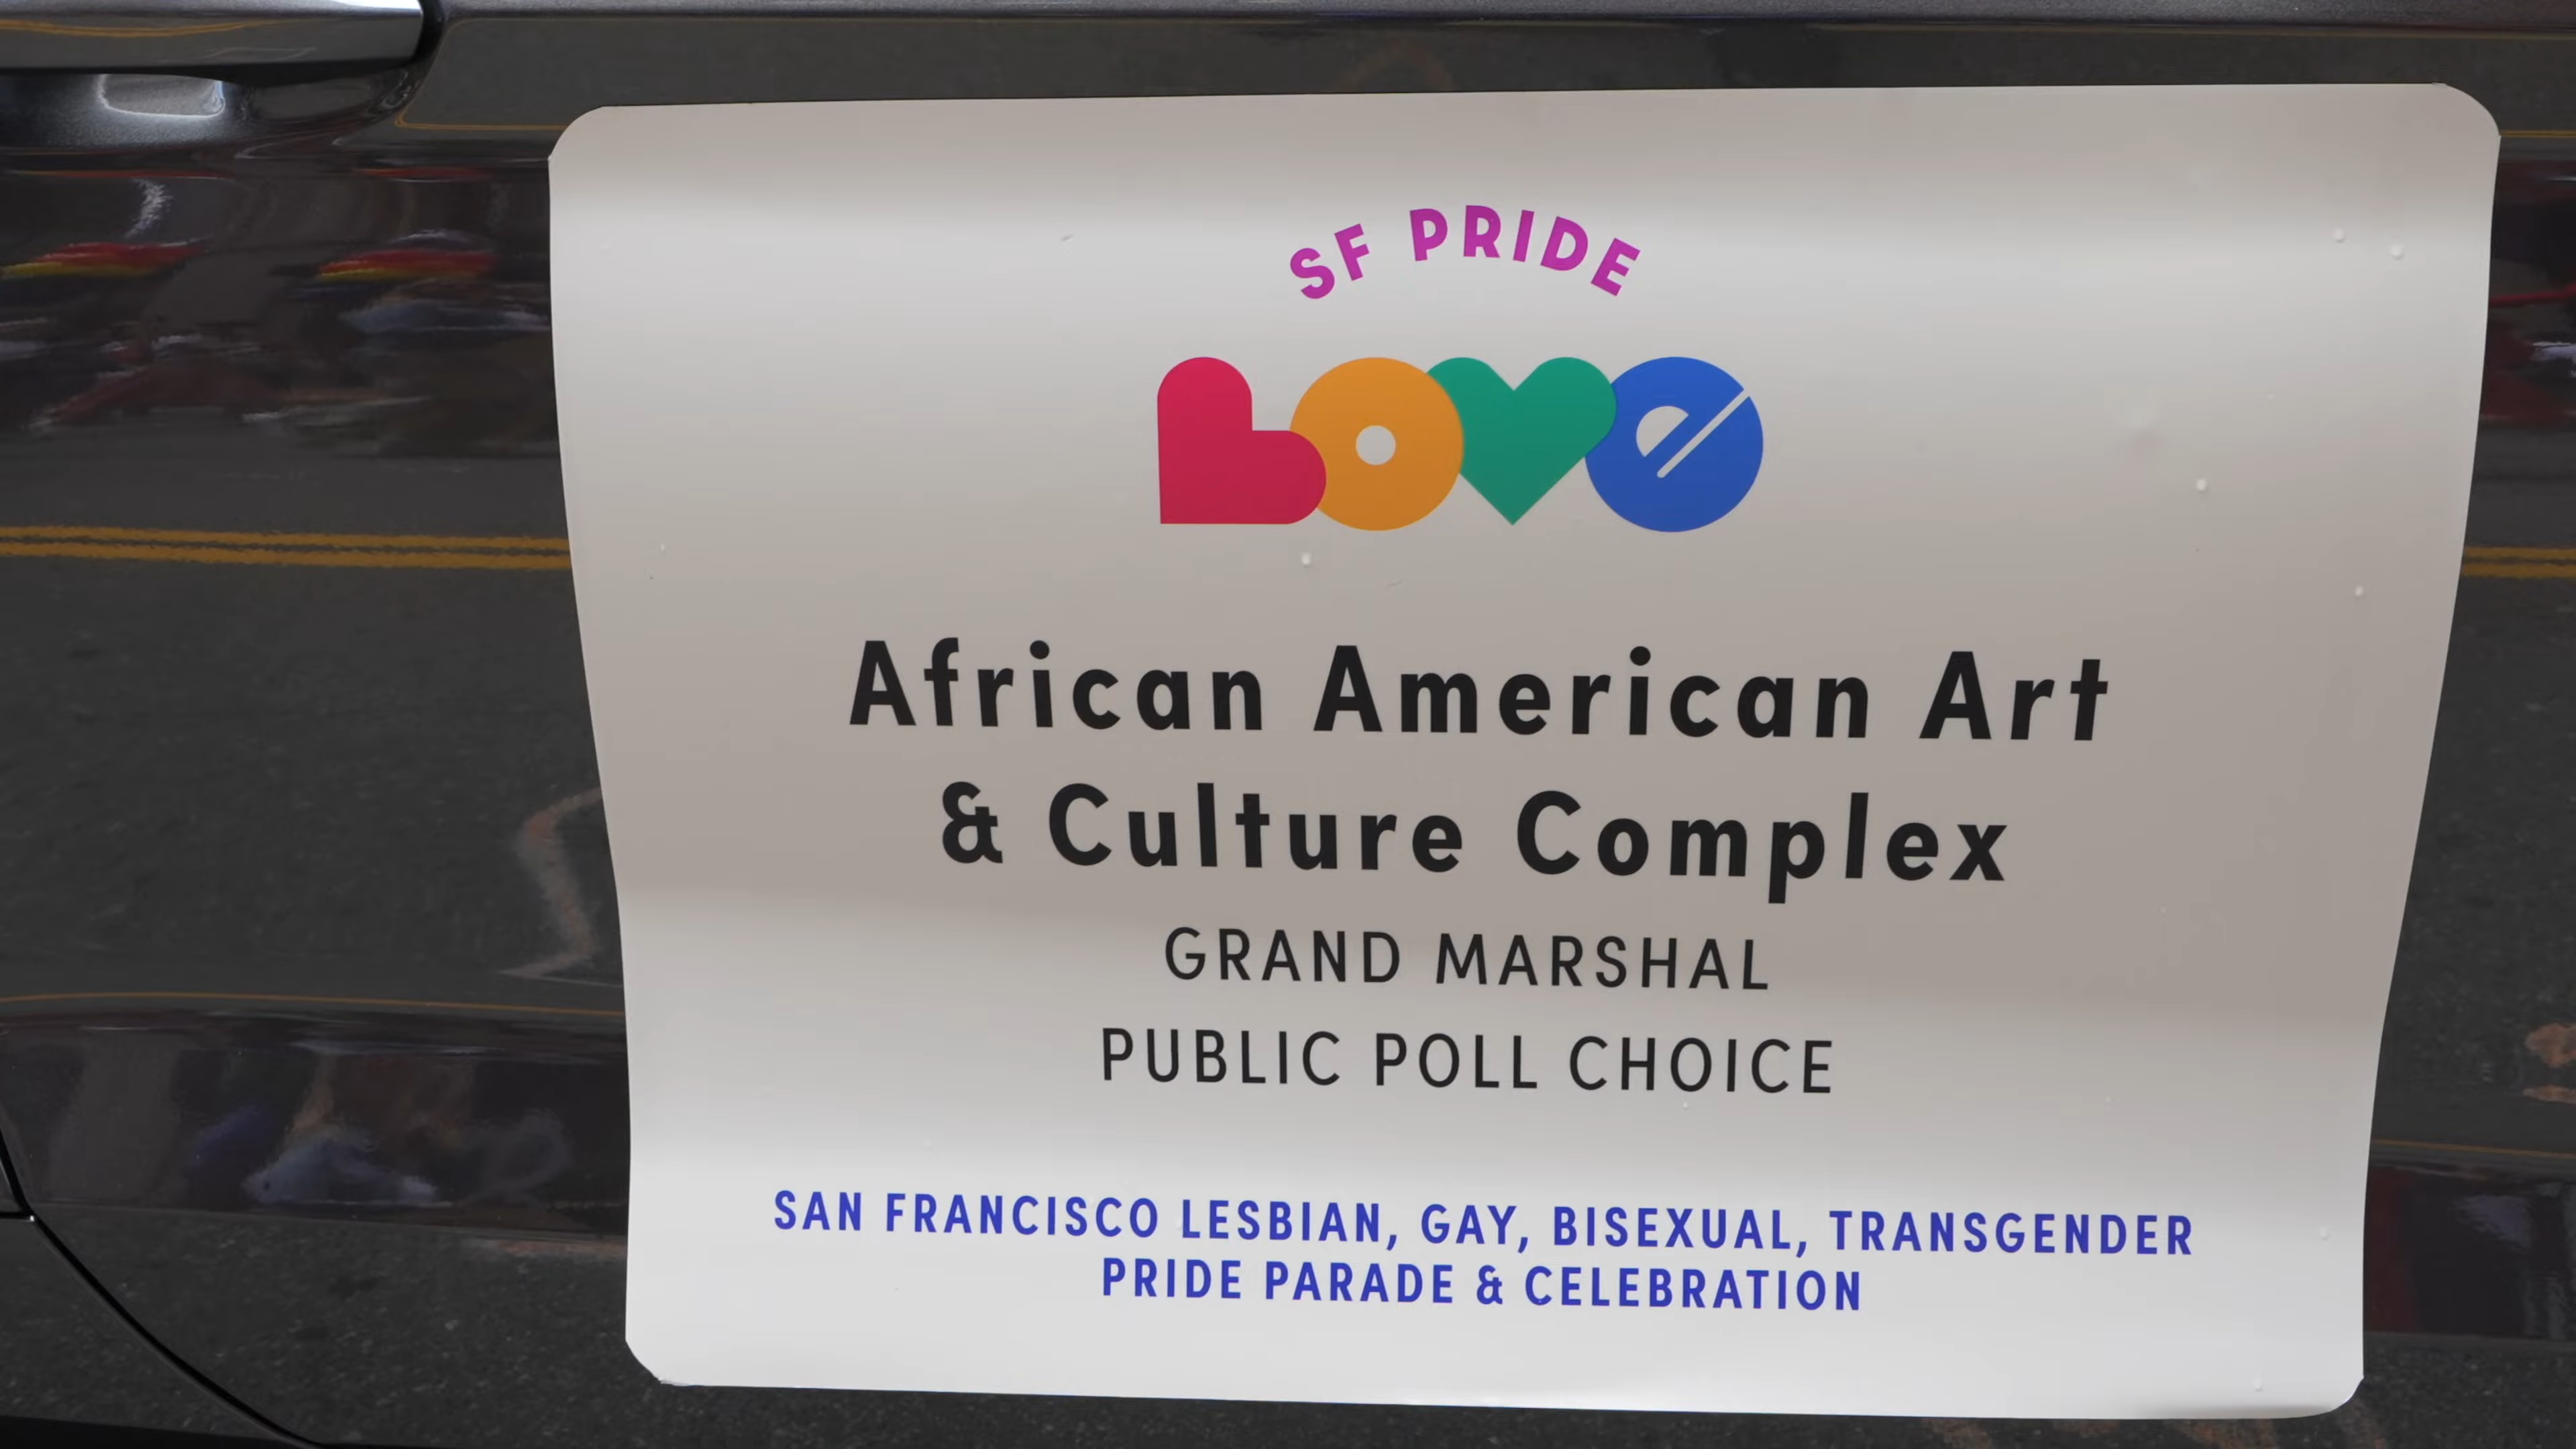 SF PRIDE
Love
African American Art
& Culture Complex
GRAND MARSHAL
PUBLIC POLL CHOICE
SAN FRANCISCO LESBIAN, GAY, BISEXUAL, TRANSGENDER
PRIDE PARADE & CELEBRATION